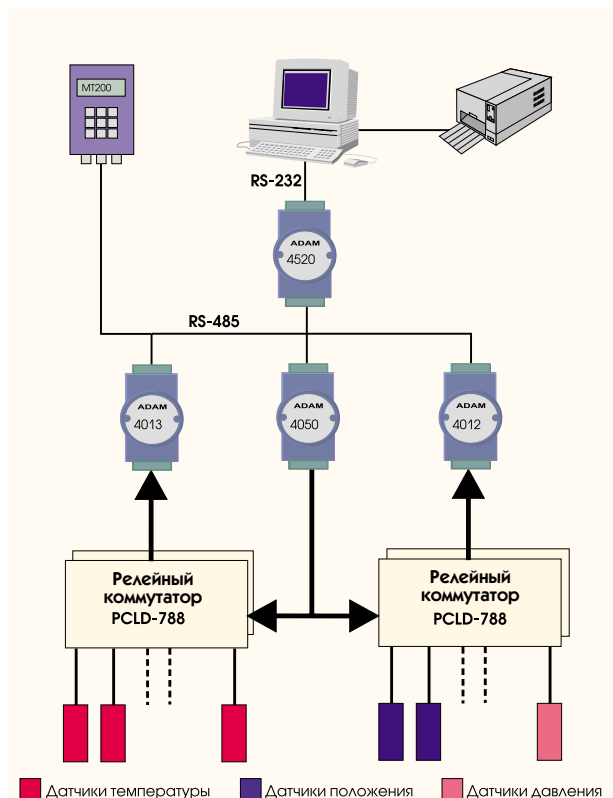 MT200
RS-232
ADAM
4520
RS-485
ADAM
4013
ADAM
4050
ADAM
4012
Релейный
коммутатор
PCLD-788
Релейный
коммутатор
PCLD-788
Датчики температуры
Датчики положения
Датчики давления